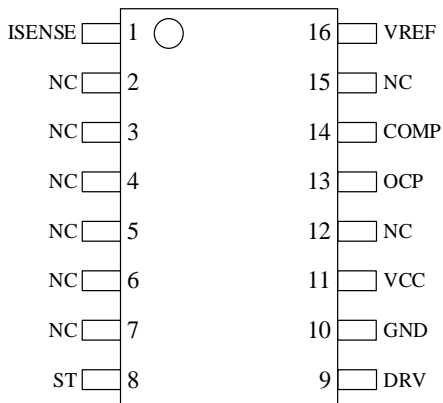 ISENSE 1 16 VREF
NC 2 15 NC
NC 3 14 COMP
NC 4 13 OCP
NC 5 12 NC
NC 6 11 VCC
NC 7 10 GND
ST 8 9 DRV